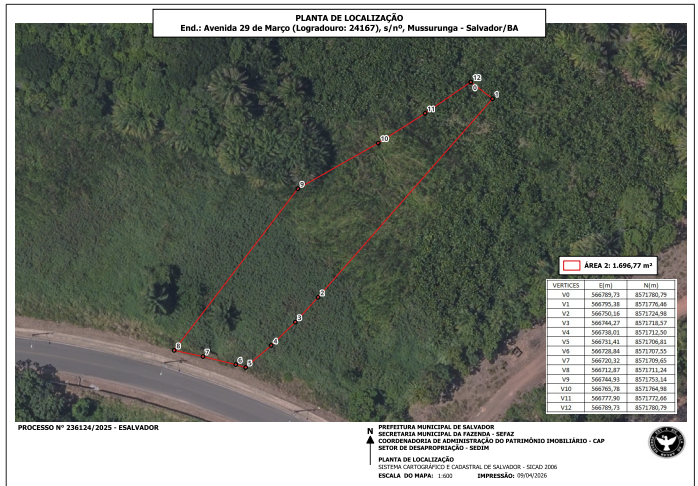 PLANTA DE LOCALIZAÇÃO
End.: Avenida 29 de Março (Logradouro: 24167), s/nº, Mussurunga - Salvador/BA
12
0
1
11
10
9
2
3
4
8
7
6
5
ÁREA 2: 1.696,77 m²
VERTICES E(m) N(m)
V0 566789,73 8571780,79
V1 566795,38 8571776,46
V2 566750,16 8571724,98
V3 566744,27 8571718,57
V4 566738,01 8571712,50
V5 566731,41 8571706,81
V6 566728,84 8571707,55
V7 566720,32 8571709,65
V8 566712,87 8571711,24
V9 566744,93 8571753,14
V10 566765,78 8571764,98
V11 566777,90 8571772,66
V12 566789,73 8571780,79
PROCESSO Nº 236124/2025 - ESALVADOR
N
PREFEITURA MUNICIPAL DE SALVADOR
SECRETARIA MUNICIPAL DA FAZENDA - SEFAZ
COORDENADORIA DE ADMINISTRAÇÃO DO PATRIMÔNIO IMOBILIÁRIO - CAP
SETOR DE DESAPROPRIAÇÃO - SEDIM
PLANTA DE LOCALIZAÇÃO
SISTEMA CARTOGRÁFICO E CADASTRAL DE SALVADOR - SICAD 2006
ESCALA DO MAPA: 1:600 IMPRESSÃO: 09/04/2026